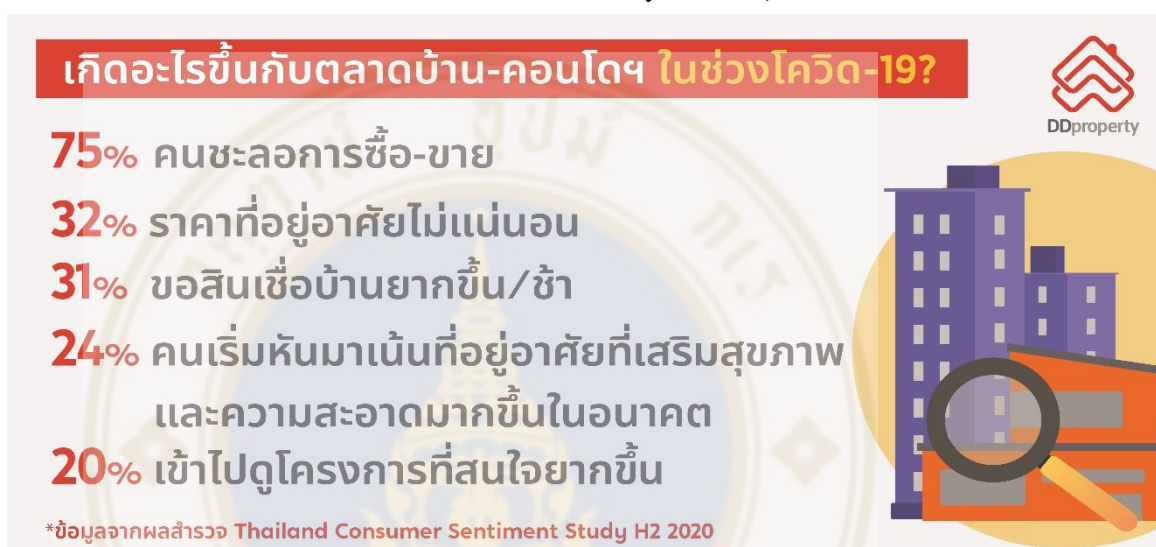 เกิดอะไรขึ้นกับตลาดบ้าน-คอนโดฯ ในช่วงโควิด-19?
DDproperty
75% คนชะลอการซื้อ-ขาย
32% ราคาที่อยู่อาศัยไม่แน่นอน
31% ขอสินเชื่อบ้านยากขึ้น/ช้า
24% คนเริ่มหันมาเน้นที่อยู่อาศัยที่เสริมสุขภาพ
และความสะอาดมากขึ้นในอนาคต
20% เข้าไปดูโครงการที่สนใจยากขึ้น
*ข้อมูลจากผลสำรวจ Thailand Consumer Sentiment Study H2 2020